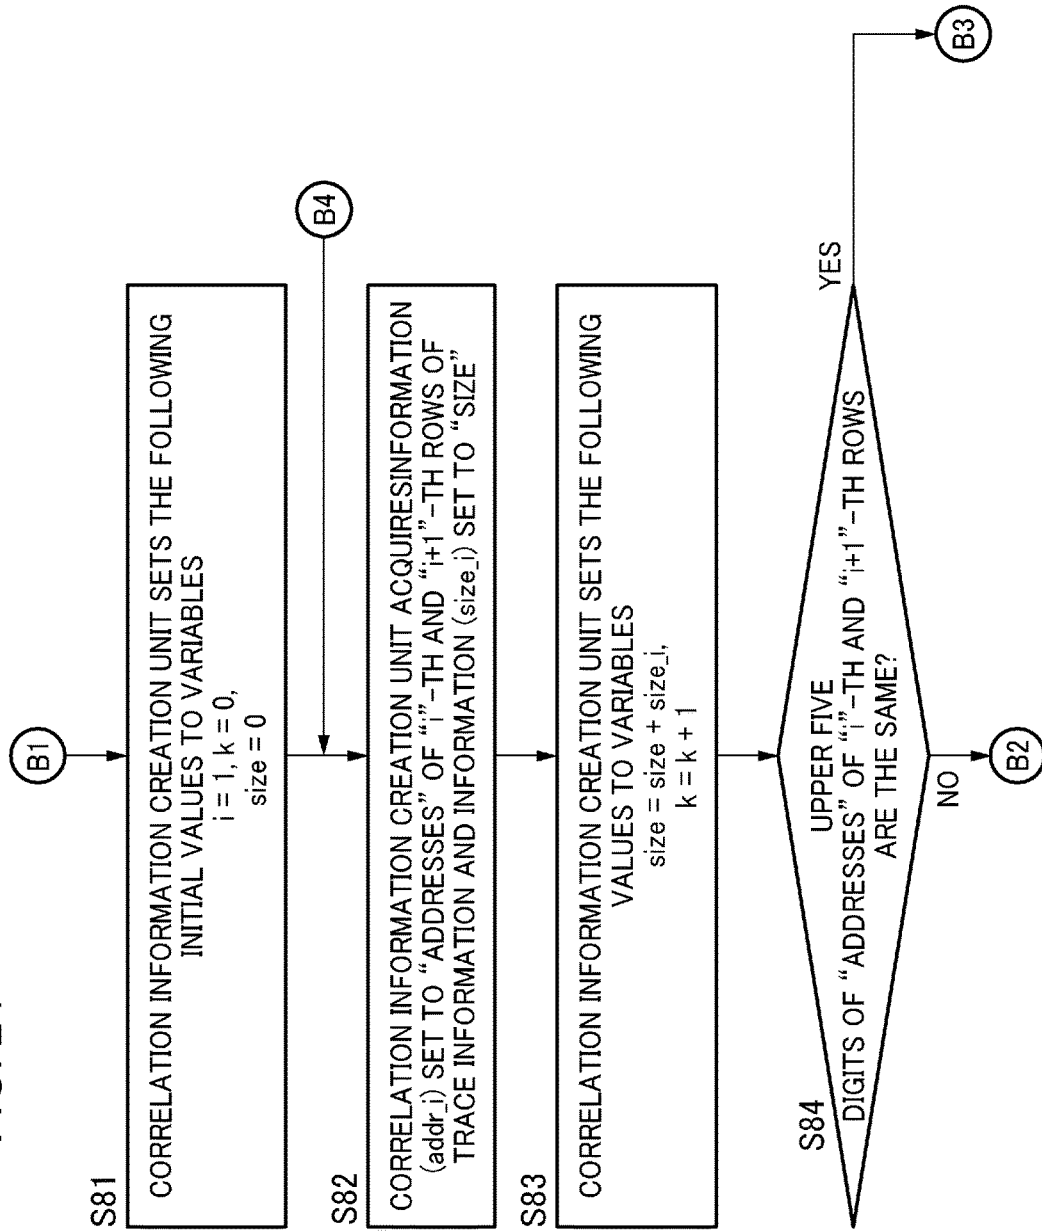 B1
S81
CORRELATION INFORMATION CREATION UNIT SETS THE FOLLOWING
INITIAL VALUES TO VARIABLES
i = 1, k = 0,
size = 0
B4
S82
CORRELATION INFORMATION CREATION UNIT ACQUIRESINFORMATION
(addr_i) SET TO “ADDRESSES” OF “i”-TH AND “i+1”-TH ROWS OF
TRACE INFORMATION AND INFORMATION (size_i) SET TO “SIZE”
S83
CORRELATION INFORMATION CREATION UNIT SETS THE FOLLOWING
VALUES TO VARIABLES
size = size + size_i,
k = k + 1
S84
UPPER FIVE
DIGITS OF “ADDRESSES” OF “i”-TH AND “i+1”-TH ROWS
ARE THE SAME?
YES
B3
NO
B2